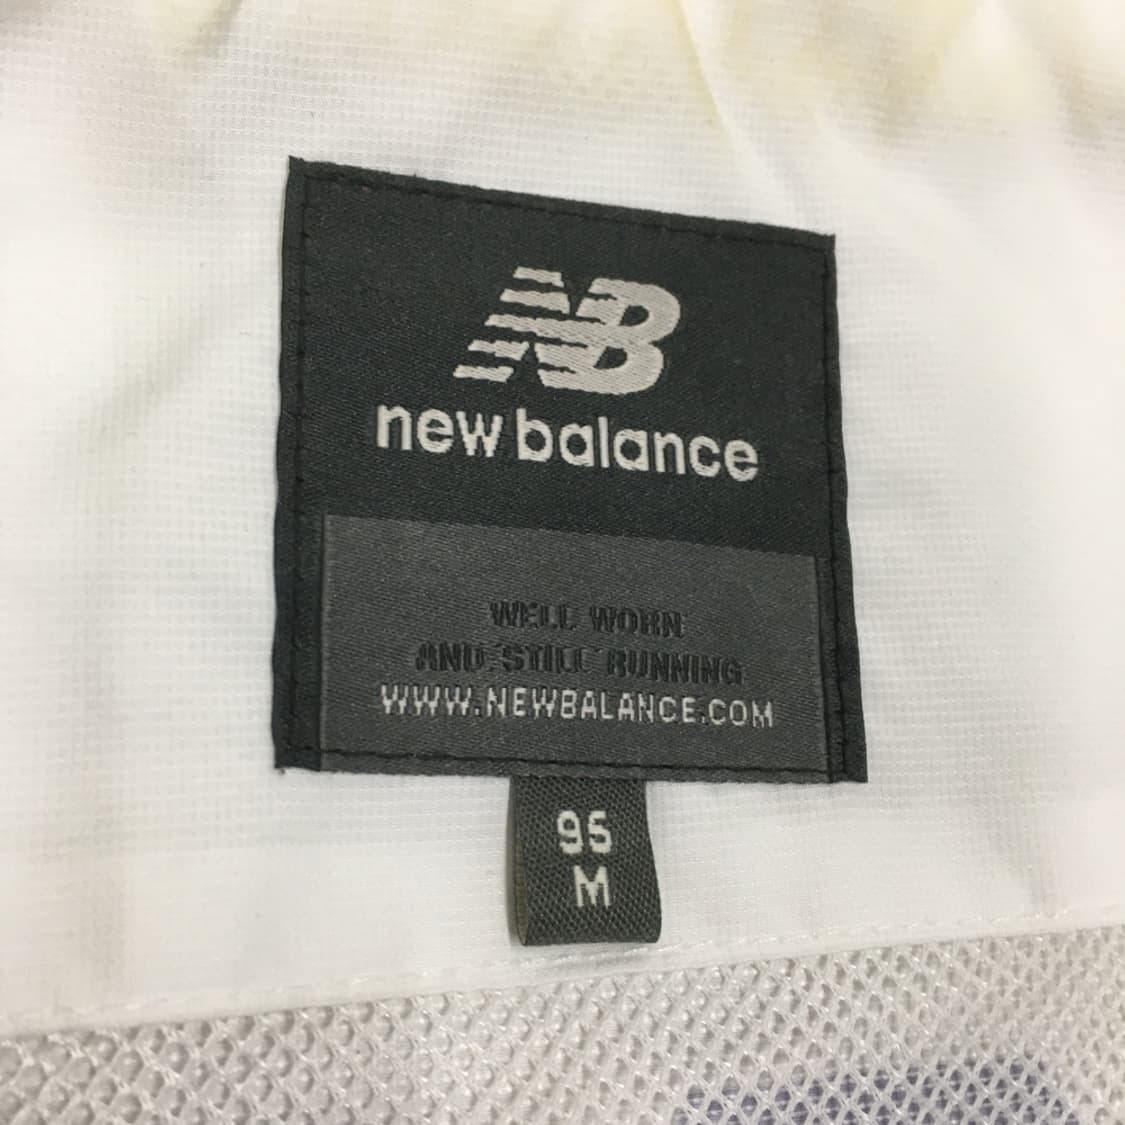 NB
new balance
WELL WORN
AND STILL RUNNING
WWW.NEWBALANCE.COM
95
M